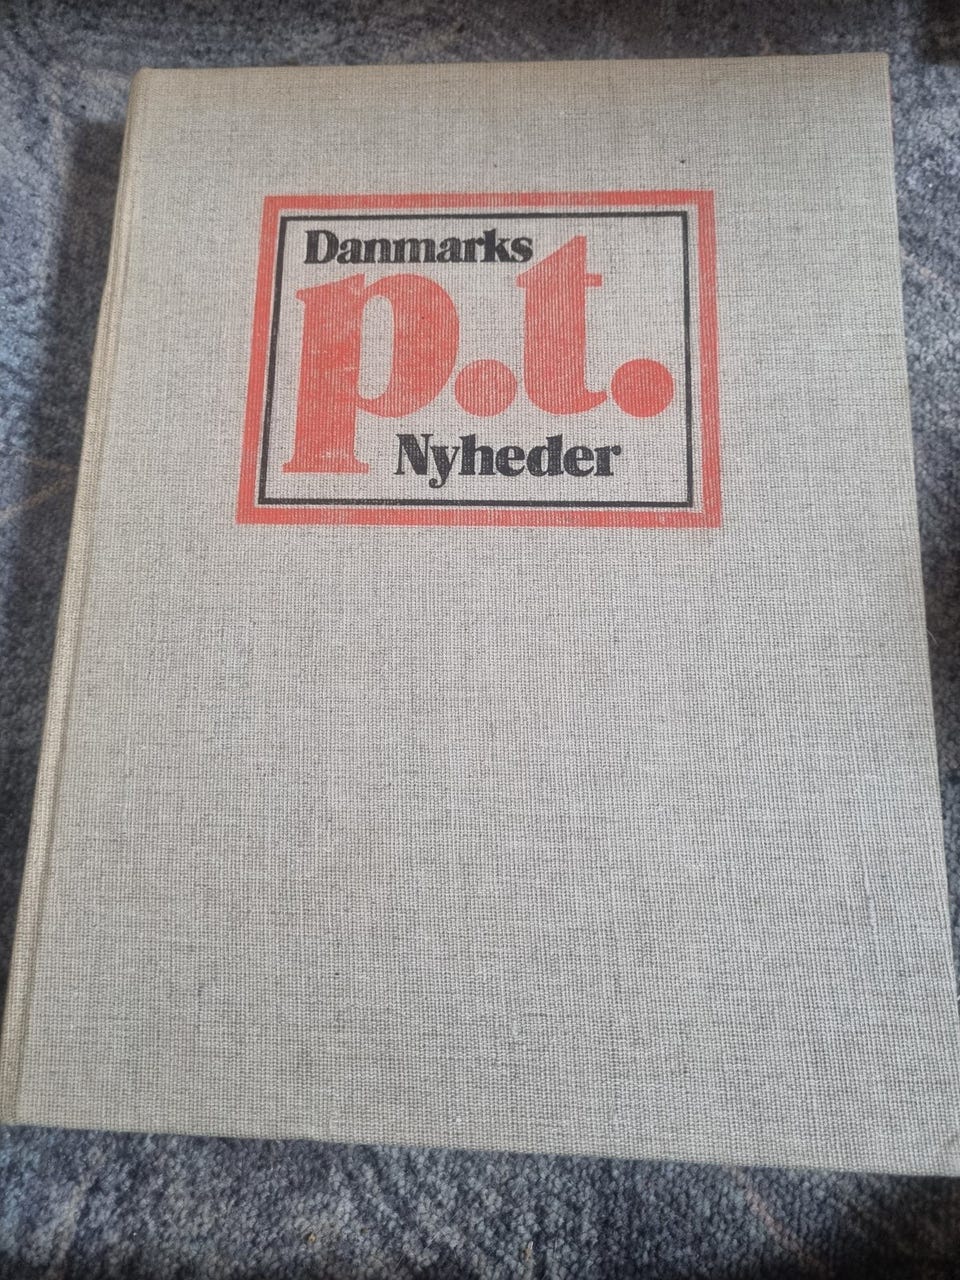 Danmarks
p.t.
Nyheder